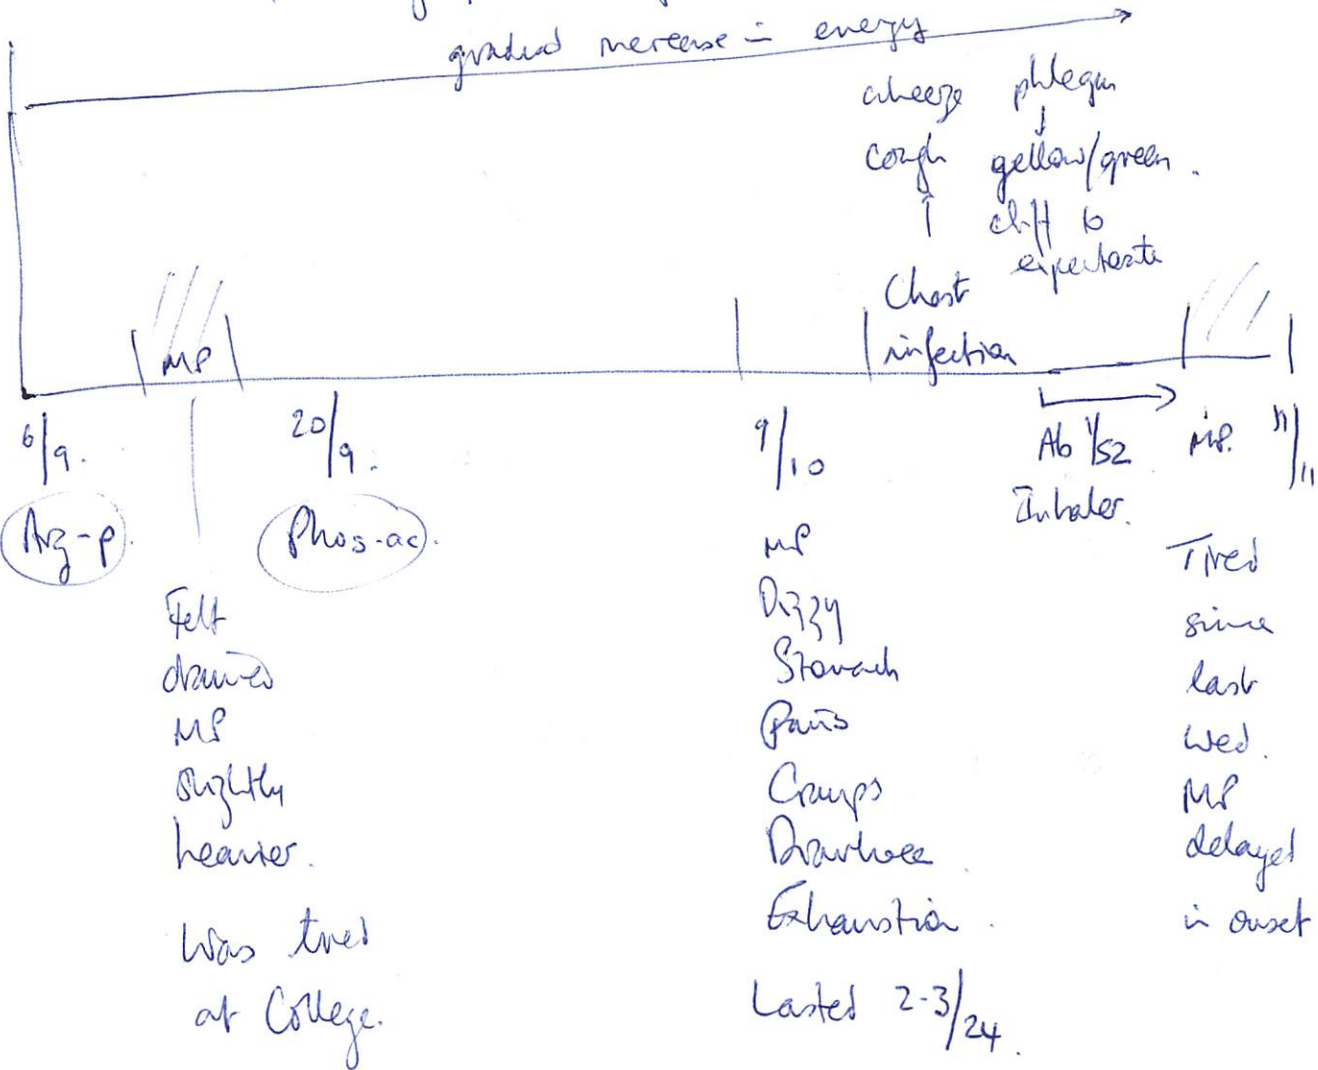 gradual increase in energy
wheeze phlegm
↓
cough yellow/green.
↑ diff to
expectorate
Chest
infection
MP
6/9. 20/9. 9/10 Ab 1/52 MP. 11/11
Inhaler.
Arg-p. Phos-ac.
Felt
drained
MP
slightly
heavier.
Was tired
at College.
MP
Dizzy
Stomach
Pains
Cramps
Diarrhoea.
Exhaustion.
Lasted 2-3/24.
Tired
since
last
Wed.
MP
delayed
in onset